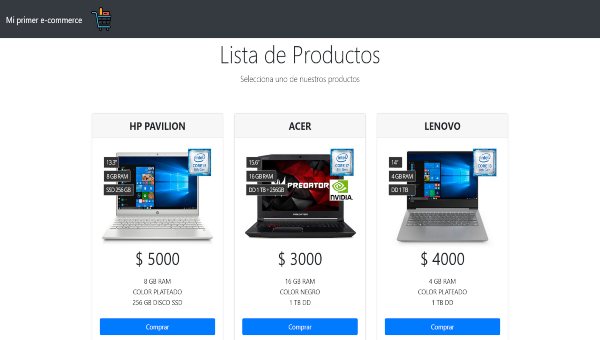 Mi primer e-commerce
Lista de Productos
Selecciona uno de nuestros productos
HP PAVILION
13.3"
8 GB RAM
SSD 256 GB
$ 5000
8 GB RAM
COLOR PLATEADO
256 GB DISCO SSD
Comprar
ACER
15,6"
16 GB RAM
DD 1 TB + 256GB
PREDATOR
NVIDIA.
$ 3000
16 GB RAM
COLOR NEGRO
1 TB DD
Comprar
LENOVO
14"
4 GB RAM
DD 1 TB
$ 4000
4 GB RAM
COLOR PLATEADO
1 TB DD
Comprar